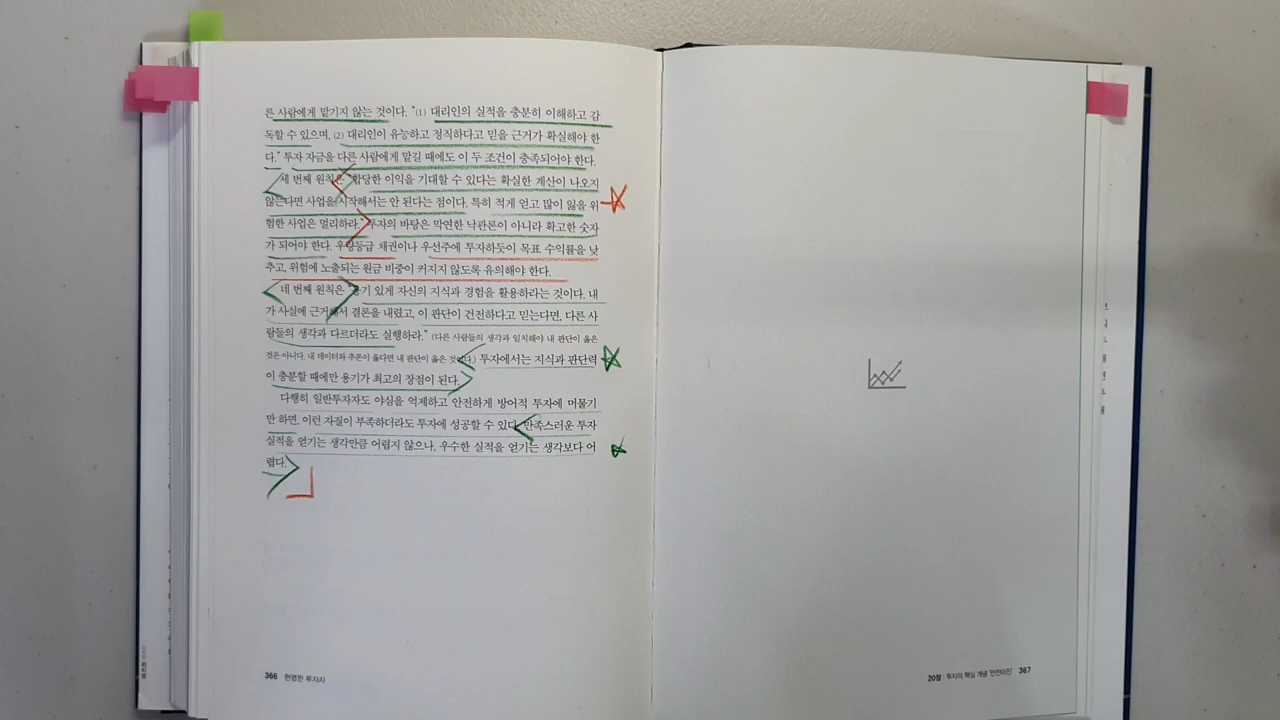 른 사람에게 맡기지 않는 것이다. "(1) 대리인의 실적을 충분히 이해하고 감
독할 수 있으며, (2) 대리인이 유능하고 정직하다고 믿을 근거가 확실해야 한
다." 투자 자금을 다른 사람에게 맡길 때에도 이 두 조건이 충족되어야 한다.
세 번째 원칙은 "합당한 이익을 기대할 수 있다는 확실한 계산이 나오지
않는다면 사업을 시작해서는 안 된다는 점이다. 특히 적게 얻고 많이 잃을 위
험한 사업은 멀리하라." 투자의 바탕은 막연한 낙관론이 아니라 확고한 숫자
가 되어야 한다. 우량등급 채권이나 우선주에 투자하듯이 목표 수익률을 낮
추고, 위험에 노출되는 원금 비중이 커지지 않도록 유의해야 한다.
네 번째 원칙은 "용기 있게 자신의 지식과 경험을 활용하라는 것이다. 내
가 사실에 근거해서 결론을 내렸고, 이 판단이 건전하다고 믿는다면, 다른 사
람들의 생각과 다르더라도 실행하라." (다른 사람들의 생각과 일치해야 내 판단이 옳은
것은 아니다. 내 데이터와 추론이 옳다면 내 판단이 옳은 것이다.) 투자에서는 지식과 판단력
이 충분할 때에만 용기가 최고의 장점이 된다.
다행히 일반투자자도 야심을 억제하고 안전하게 방어적 투자에 머물기
만 하면, 이런 자질이 부족하더라도 투자에 성공할 수 있다. 만족스러운 투자
실적을 얻기는 생각만큼 어렵지 않으나, 우수한 실적을 얻기는 생각보다 어
렵다.
366 현명한 투자자
20장 투자의 핵심 개념 '안전마진' 367